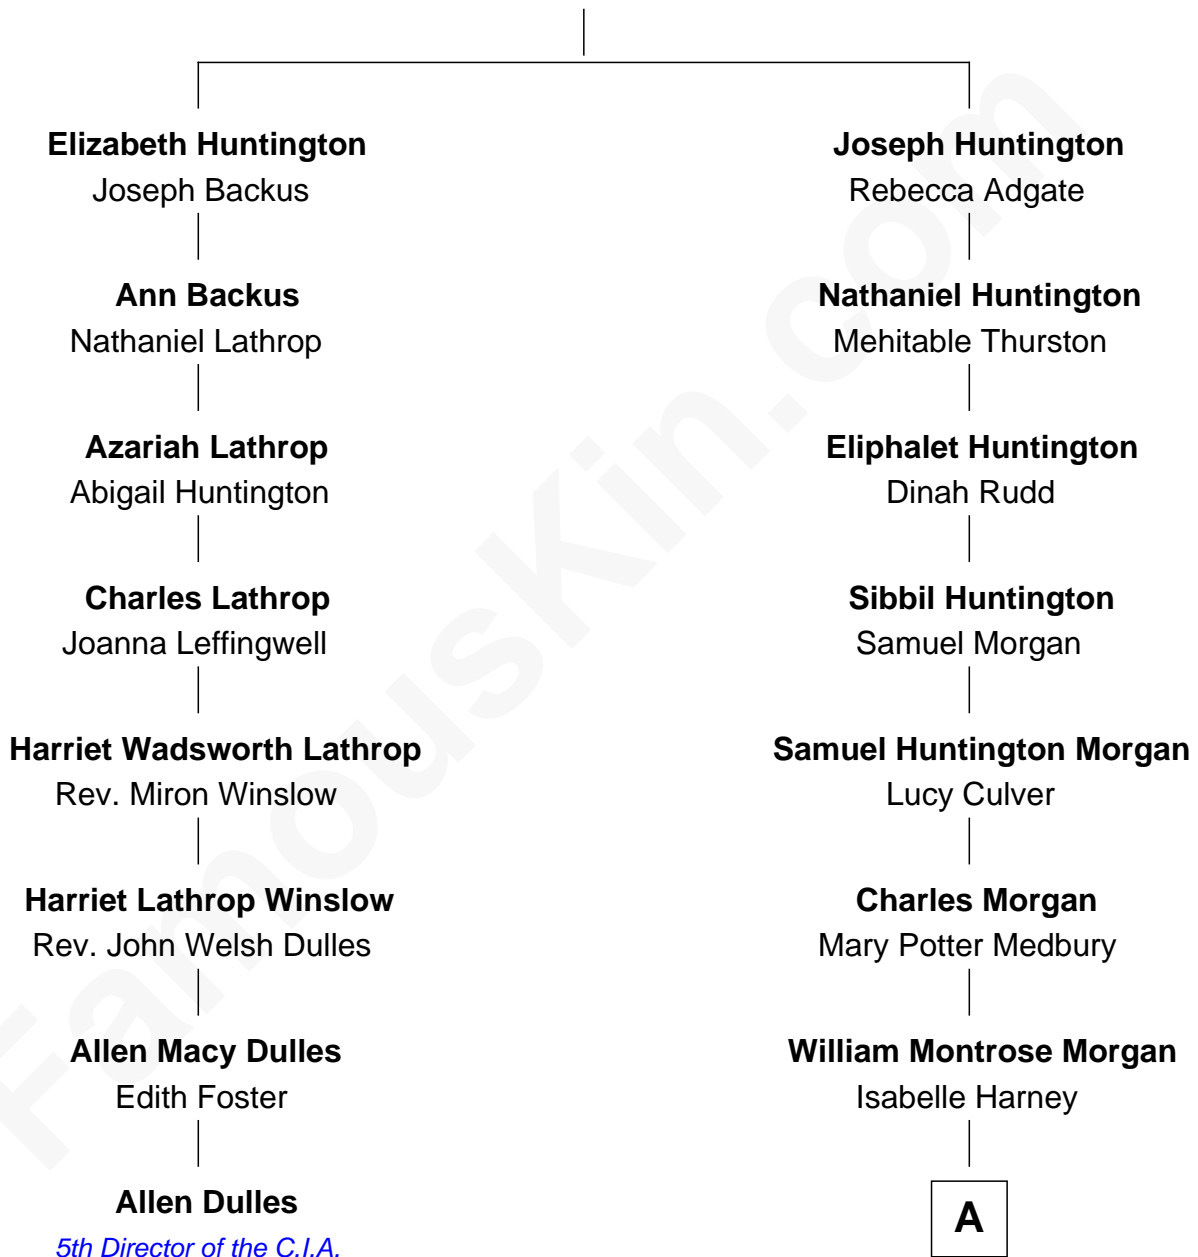 Elizabeth Huntington
Joseph Backus
Ann Backus
Nathaniel Lathrop
Azariah Lathrop
Abigail Huntington
Charles Lathrop
Joanna Leffingwell
Harriet Wadsworth Lathrop
Rev. Miron Winslow
Harriet Lathrop Winslow
Rev. John Welsh Dulles
Allen Macy Dulles
Edith Foster
Allen Dulles
5th Director of the C.I.A.
Joseph Huntington
Rebecca Adgate
Nathaniel Huntington
Mehitable Thurston
Eliphalet Huntington
Dinah Rudd
Sibbil Huntington
Samuel Morgan
Samuel Huntington Morgan
Lucy Culver
Charles Morgan
Mary Potter Medbury
William Montrose Morgan
Isabelle Harney
A
FamousKin.com